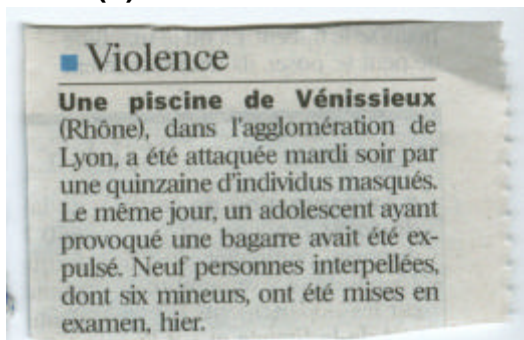 Violence
Une piscine de Vénissieux
(Rhône), dans l'agglomération de
Lyon, a été attaquée mardi soir par
une quinzaine d'individus masqués.
Le même jour, un adolescent ayant
provoqué une bagarre avait été ex-
pulsé. Neuf personnes interpellées,
dont six mineurs, ont été mises en
examen, hier.